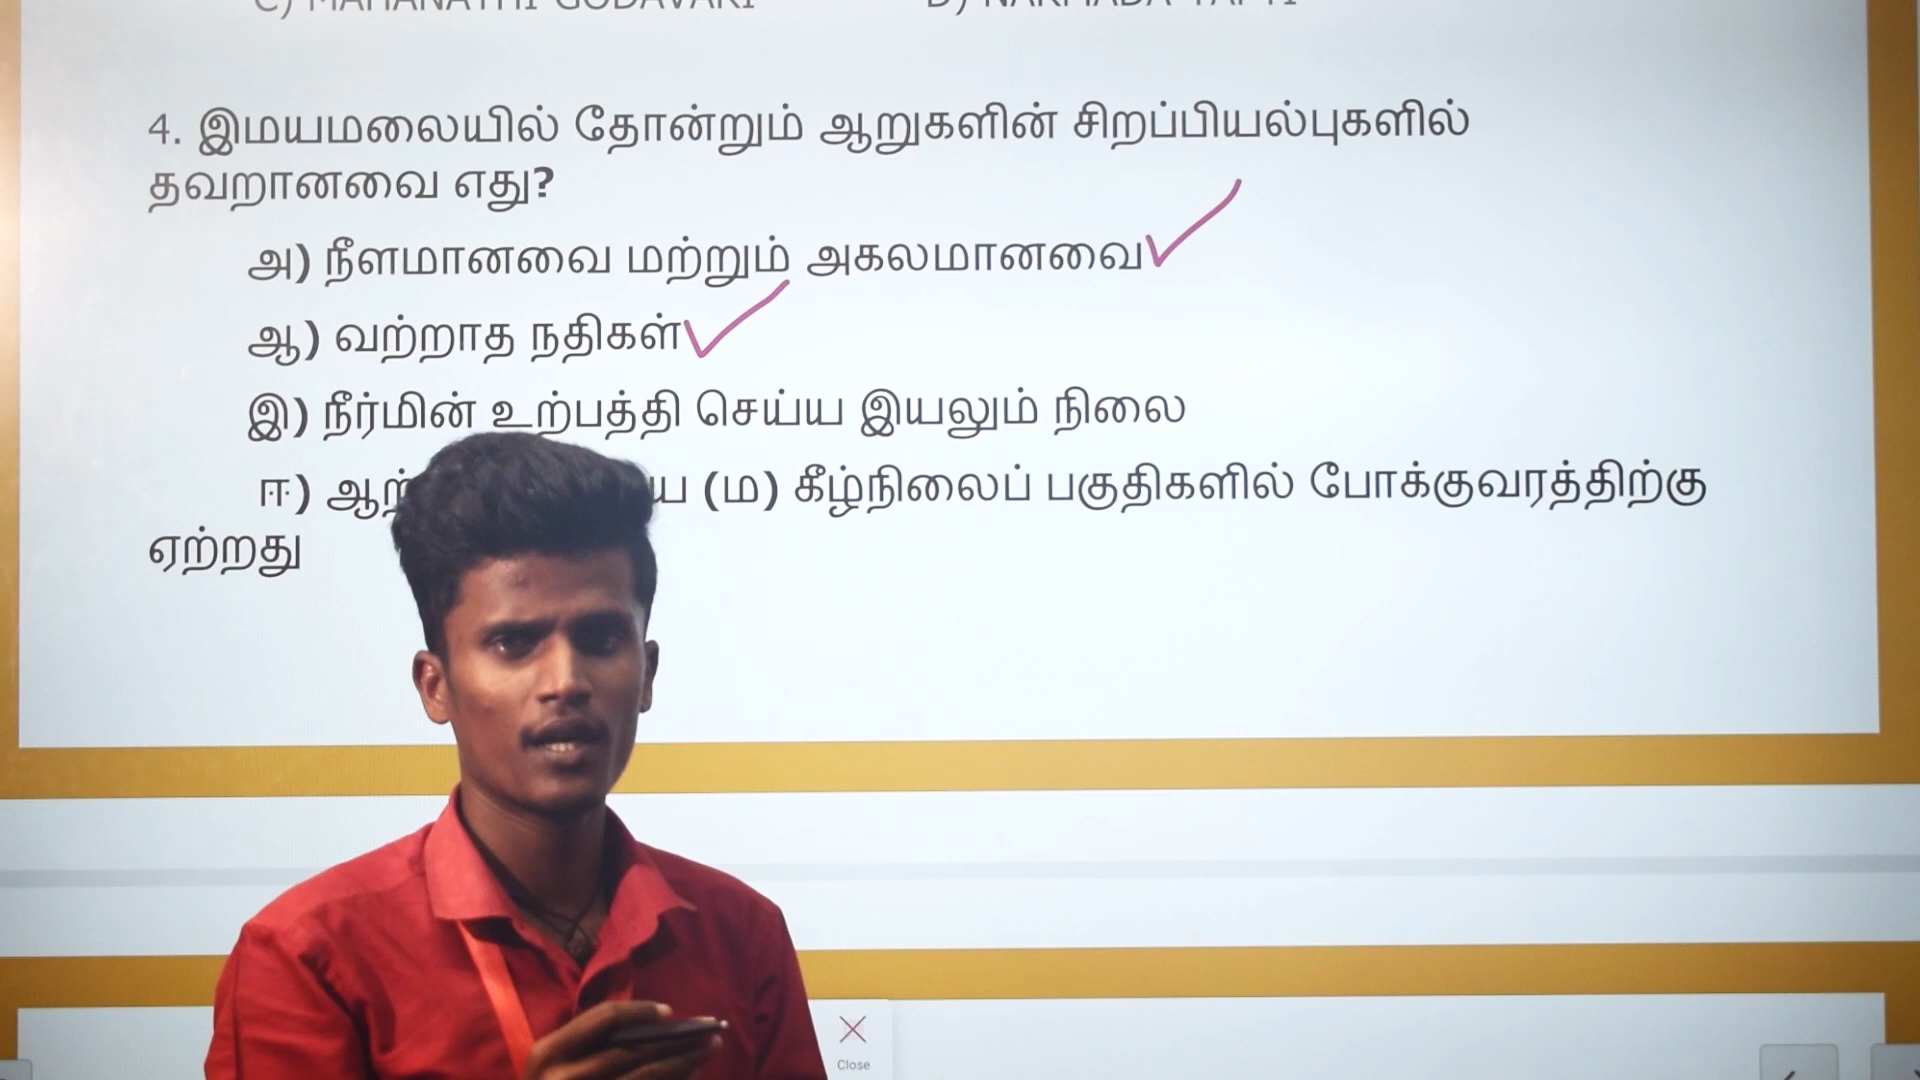 4. இமயமலையில் தோன்றும் ஆறுகளின் சிறப்பியல்புகளில்
தவறானவை எது?
அ) நீளமானவை மற்றும் அகலமானவை
ஆ) வற்றாத நதிகள்
இ) நீர்மின் உற்பத்தி செய்ய இயலும் நிலை
ஈ) (ம) கீழ்நிலைப் பகுதிகளில் போக்குவரத்திற்கு
ஏற்றது
Close